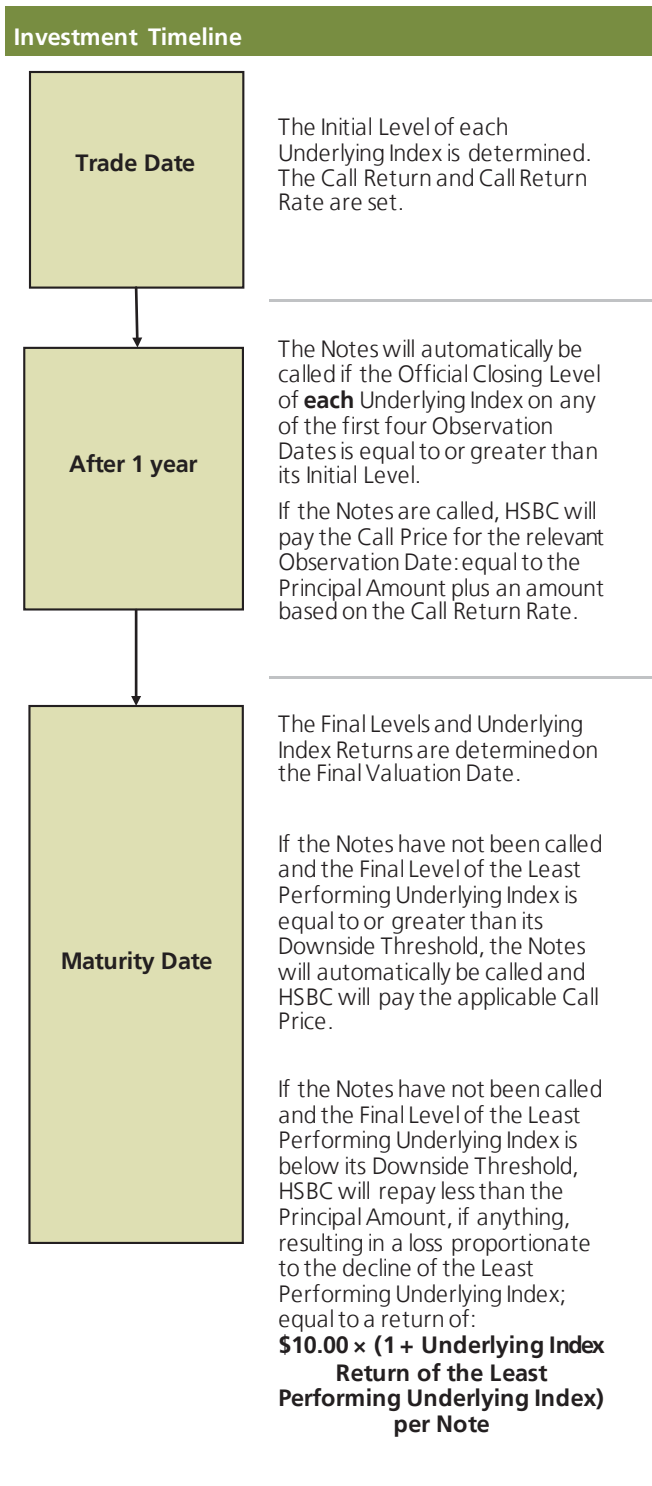 Investment Timeline
Trade Date
The Initial Level of each
Underlying Index is determined.
The Call Return and Call Return
Rate are set.
After 1 year
The Notes will automatically be
called if the Official Closing Level
of each Underlying Index on any
of the first four Observation
Dates is equal to or greater than
its Initial Level.
If the Notes are called, HSBC will
pay the Call Price for the relevant
Observation Date: equal to the
Principal Amount plus an amount
based on the Call Return Rate.
Maturity Date
The Final Levels and Underlying
Index Returns are determined on
the Final Valuation Date.
If the Notes have not been called
and the Final Level of the Least
Performing Underlying Index is
equal to or greater than its
Downside Threshold, the Notes
will automatically be called and
HSBC will pay the applicable Call
Price.
If the Notes have not been called
and the Final Level of the Least
Performing Underlying Index is
below its Downside Threshold,
HSBC will repay less than the
Principal Amount, if anything,
resulting in a loss proportionate
to the decline of the Least
Performing Underlying Index;
equal to a return of:
$10.00 × (1 + Underlying Index
Return of the Least
Performing Underlying Index)
per Note